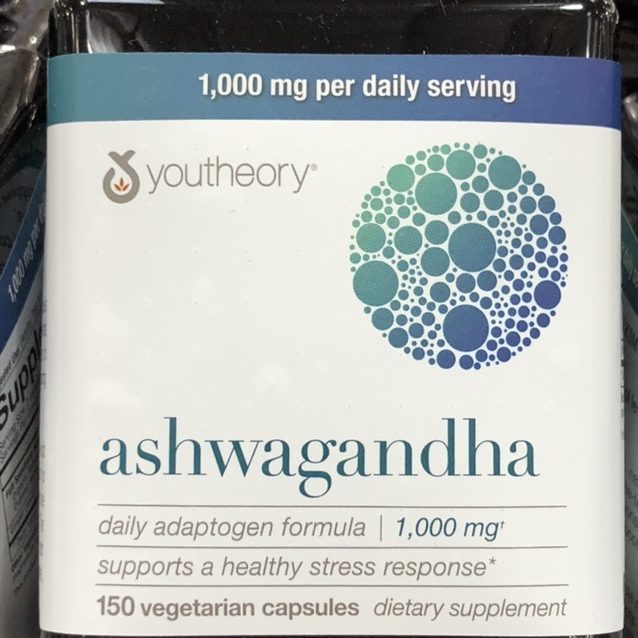 1,000 mg per daily serving
youtheory®
ashwagandha
daily adaptogen formula | 1,000 mg†
supports a healthy stress response*
150 vegetarian capsules dietary supplement